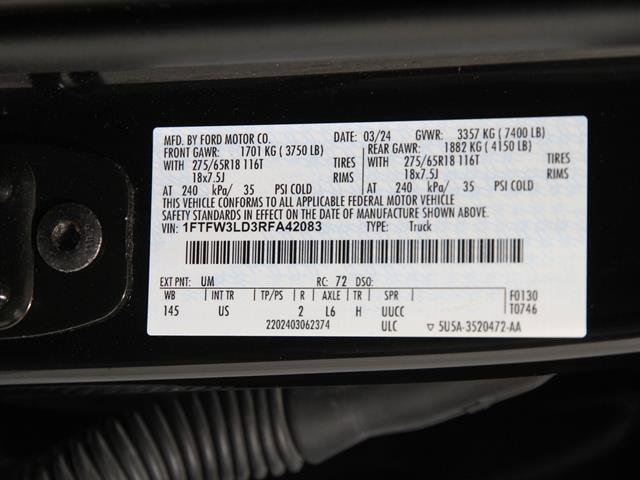 MFD. BY FORD MOTOR CO. DATE: 03/24 GVWR: 3357 KG ( 7400 LB)
FRONT GAWR: 1701 KG ( 3750 LB) REAR GAWR: 1882 KG ( 4150 LB)
WITH 275/65R18 116T TIRES WITH 275/65R18 116T TIRES
18x7.5J RIMS 18x7.5J RIMS
AT 240 kPa/ 35 PSI COLD AT 240 kPa/ 35 PSI COLD
THIS VEHICLE CONFORMS TO ALL APPLICABLE FEDERAL MOTOR VEHICLE
SAFETY STANDARDS IN EFFECT ON THE DATE OF MANUFACTURE SHOWN ABOVE.
VIN: 1FTFW3LD3RFA42083 TYPE: Truck
EXT PNT: UM RC: 72 DSO:
WB INT TR TP/PS R AXLE TR SPR F0130
145 US 2 L6 H UUCC T0746
2202403062374 ULC ▽ 5U5A-3520472-AA